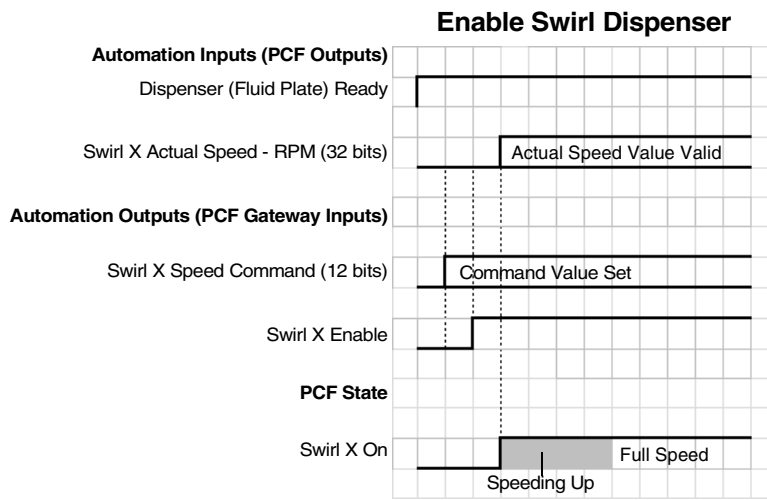 Enable Swirl Dispenser
Automation Inputs (PCF Outputs)
Dispenser (Fluid Plate) Ready
Swirl X Actual Speed - RPM (32 bits)
Actual Speed Value Valid
Automation Outputs (PCF Gateway Inputs)
Swirl X Speed Command (12 bits)
Command Value Set
Swirl X Enable
PCF State
Swirl X On
Full Speed
Speeding Up